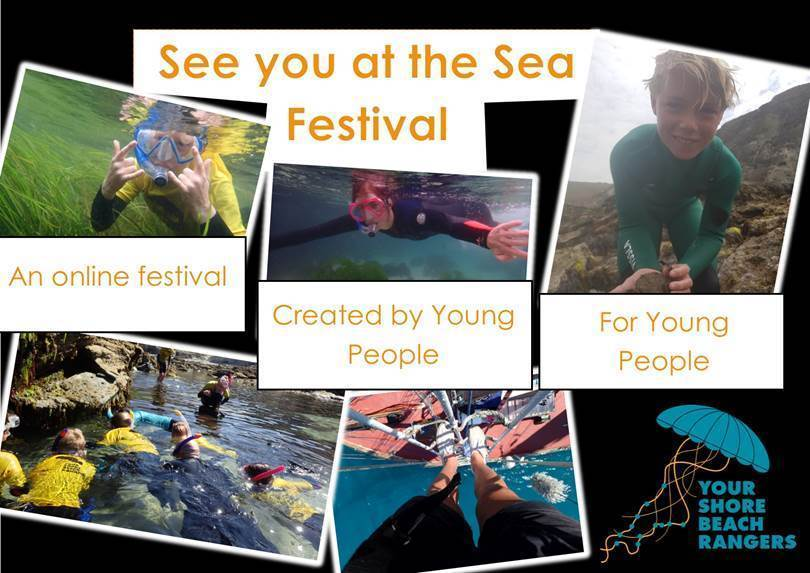 See you at the Sea
Festival
An online festival
Created by Young
People
For Young
People
YOUR
SHORE
BEACH
RANGERS